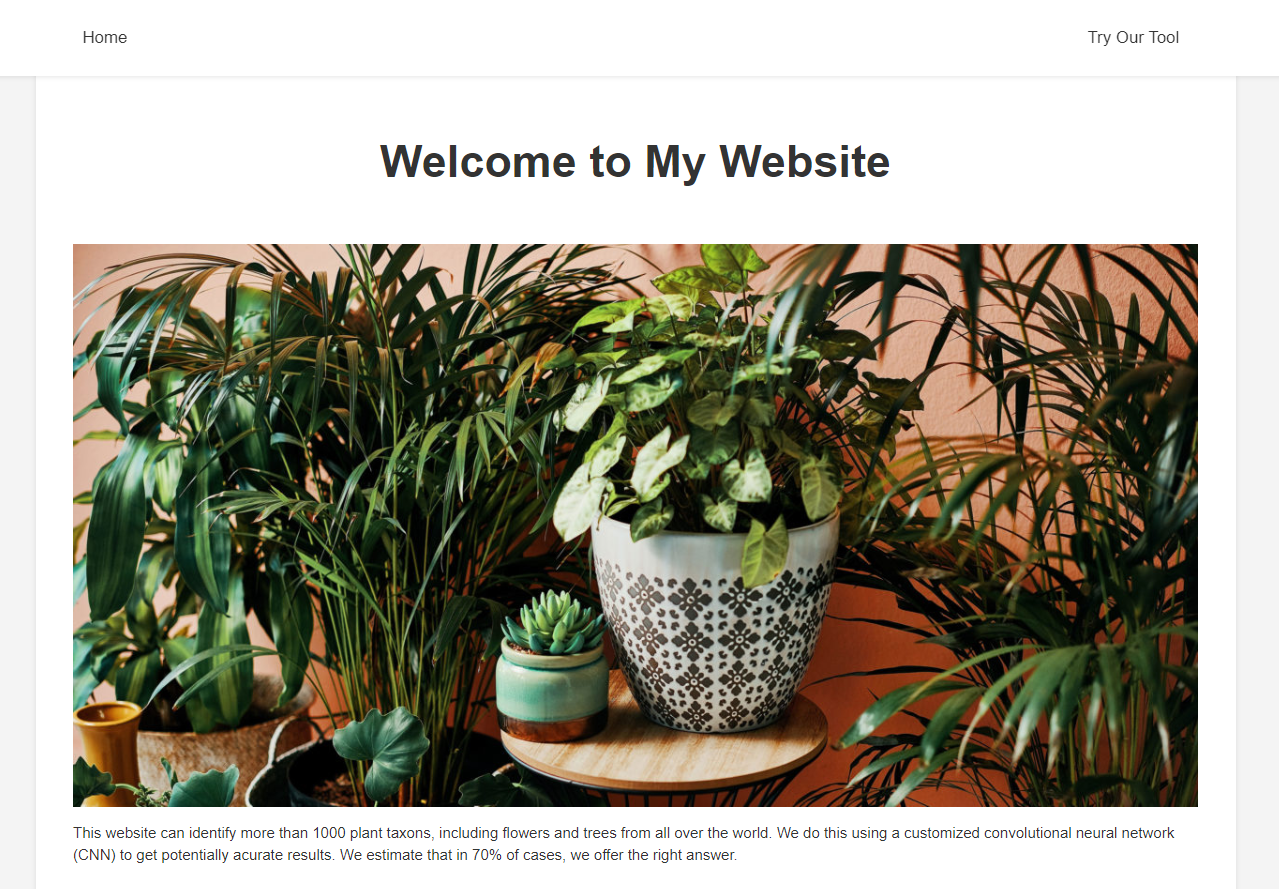 Home
Try Our Tool
Welcome to My Website
This website can identify more than 1000 plant taxons, including flowers and trees from all over the world. We do this using a customized convolutional neural network
(CNN) to get potentially acurate results. We estimate that in 70% of cases, we offer the right answer.